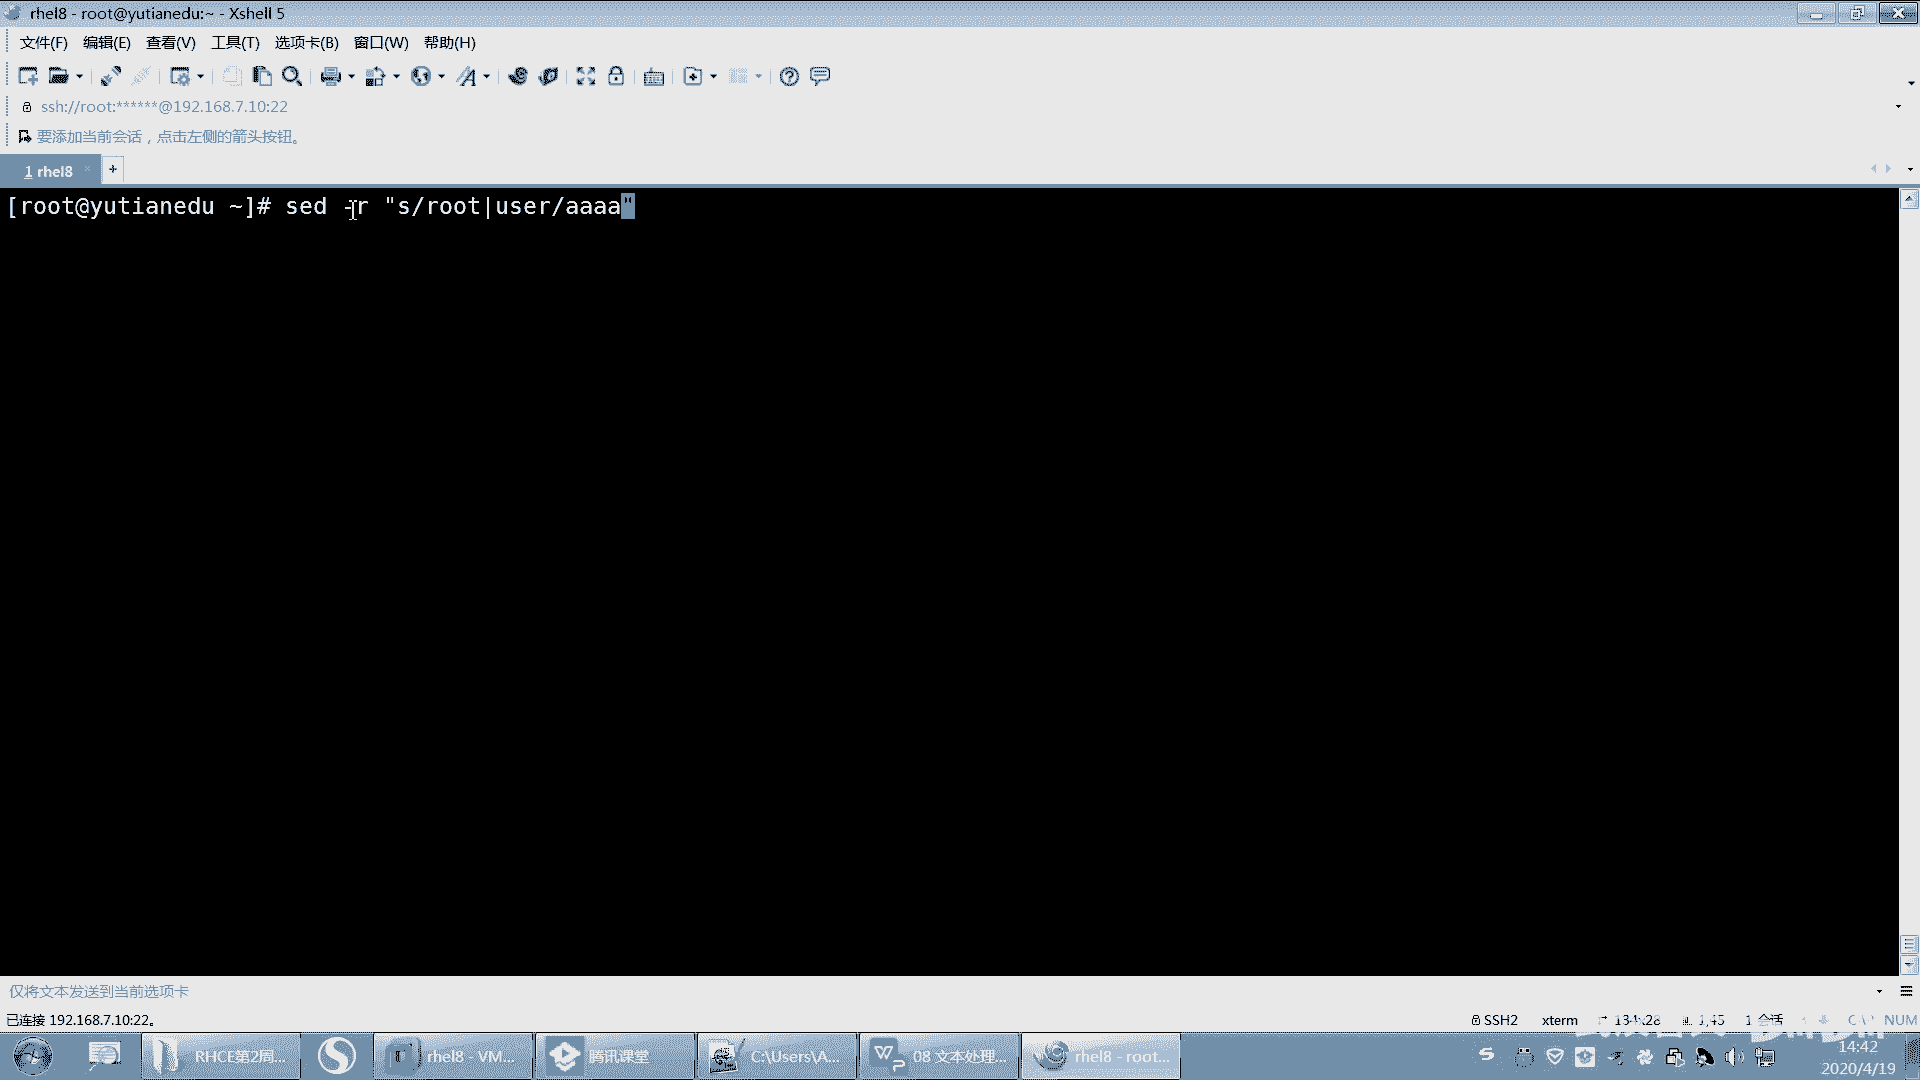 rhel8 - root@yutianedu:~ - Xshell 5
文件(F) 编辑(E) 查看(V) 工具(T) 选项卡(B) 窗口(W) 帮助(H)
ssh://root:******@192.168.7.10:22
要添加当前会话，点击左侧的箭头按钮。
1 rhel8
[root@yutianedu ~]# sed -r "s/root|user/aaaa"
仅将文本发送到当前选项卡
已连接 192.168.7.10:22。
SSH2 xterm 134x28 1,45 1 会话 NUM
RHCE第2周... rhel8 - VM... 腾讯课堂 C:\Users\A... 08 文本处理... rhel8 - root...
14:42
2020/4/19